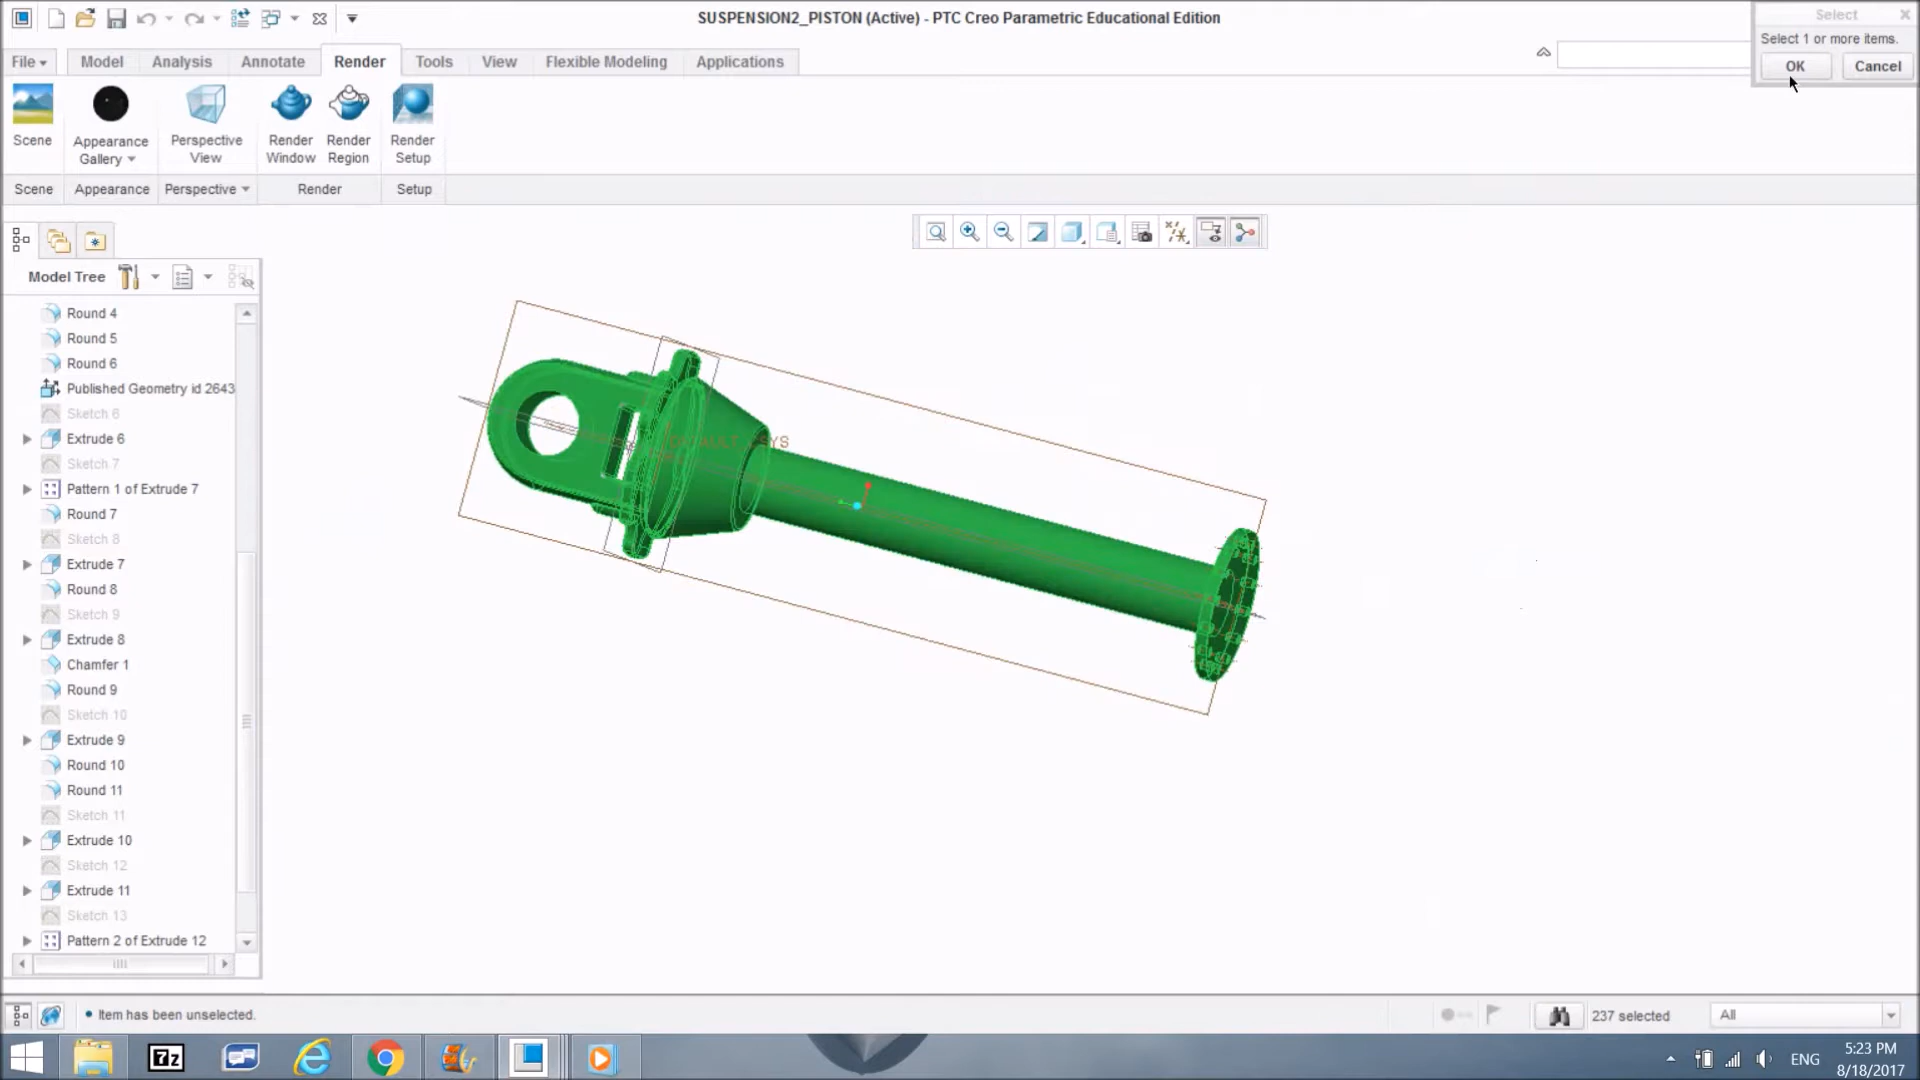 SUSPENSION2_PISTON (Active) - PTC Creo Parametric Educational Edition
Select
Select 1 or more items.
OK
Cancel
File
Model
Analysis
Annotate
Render
Tools
View
Flexible Modeling
Applications
Scene
Appearance
Gallery
Perspective
View
Render
Window
Render
Region
Render
Setup
Scene
Appearance
Perspective
Render
Setup
Model Tree
Round 4
Round 5
Round 6
Published Geometry id 2643
Sketch 6
Extrude 6
Sketch 7
Pattern 1 of Extrude 7
Round 7
Sketch 8
Extrude 7
Round 8
Sketch 9
Extrude 8
Chamfer 1
Round 9
Sketch 10
Extrude 9
Round 10
Round 11
Sketch 11
Extrude 10
Sketch 12
Extrude 11
Sketch 13
Pattern 2 of Extrude 12
Item has been unselected.
237 selected
All
7z
ENG
5:23 PM
8/18/2017